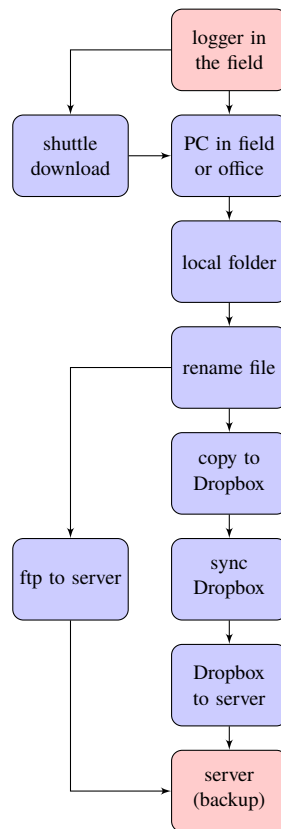 logger in
the field
shuttle
download
PC in field
or office
local folder
rename file
copy to
Dropbox
ftp to server
sync
Dropbox
Dropbox
to server
server
(backup)